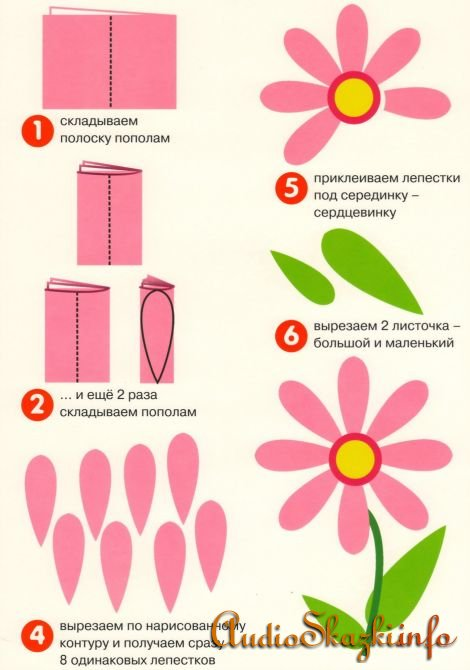 1 складываем
полоску пополам
2 ... и ещё 2 раза
складываем пополам
4 вырезаем по нарисованному
контуру и получаем сразу
8 одинаковых лепестков
5 приклеиваем лепестки
под серединку –
сердцевинку
6 вырезаем 2 листочка –
большой и маленький
AudioSkazki.info